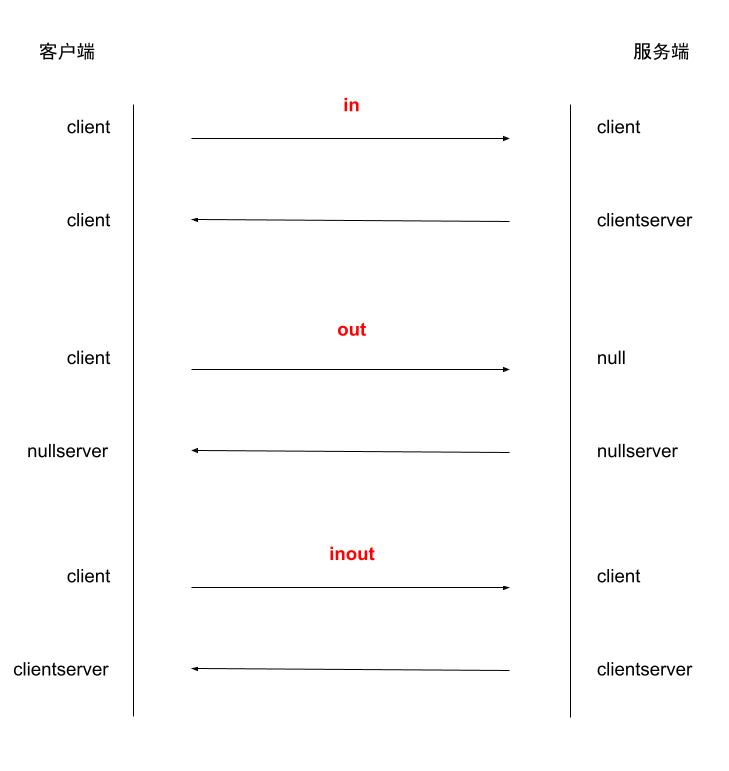 客户端 服务端
in
client client
client clientserver
out
client null
nullserver nullserver
inout
client client
clientserver clientserver